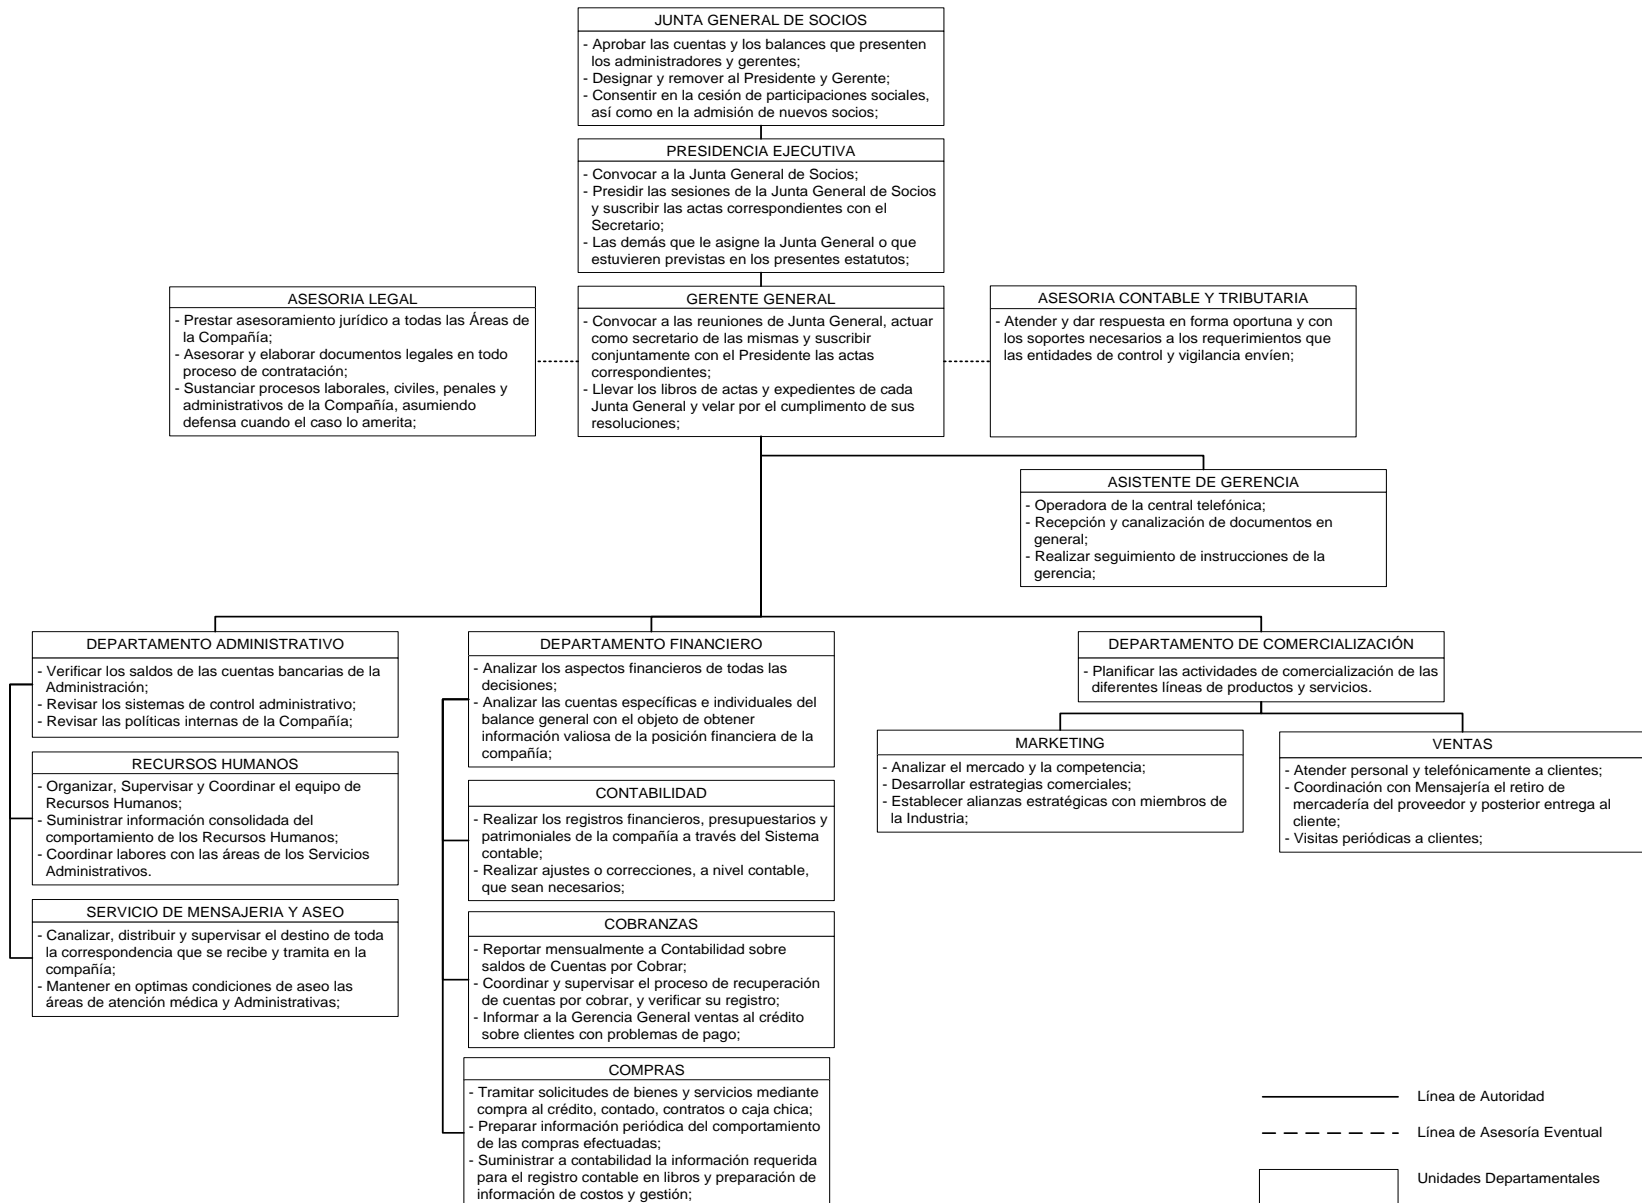 JUNTA GENERAL DE SOCIOS
- Aprobar las cuentas y los balances que presenten
los administradores y gerentes;
- Designar y remover al Presidente y Gerente;
- Consentir en la cesión de participaciones sociales,
así como en la admisión de nuevos socios;
PRESIDENCIA EJECUTIVA
- Convocar a la Junta General de Socios;
- Presidir las sesiones de la Junta General de Socios
y suscribir las actas correspondientes con el
Secretario;
- Las demás que le asigne la Junta General o que
estuvieren previstas en los presentes estatutos;
ASESORIA LEGAL
- Prestar asesoramiento jurídico a todas las Áreas de
la Compañía;
- Asesorar y elaborar documentos legales en todo
proceso de contratación;
- Sustanciar procesos laborales, civiles, penales y
administrativos de la Compañía, asumiendo
defensa cuando el caso lo amerita;
GERENTE GENERAL
- Convocar a las reuniones de Junta General, actuar
como secretario de las mismas y suscribir
conjuntamente con el Presidente las actas
correspondientes;
- Llevar los libros de actas y expedientes de cada
Junta General y velar por el cumplimento de sus
resoluciones;
ASESORIA CONTABLE Y TRIBUTARIA
- Atender y dar respuesta en forma oportuna y con
los soportes necesarios a los requerimientos que
las entidades de control y vigilancia envíen;
ASISTENTE DE GERENCIA
- Operadora de la central telefónica;
- Recepción y canalización de documentos en
general;
- Realizar seguimiento de instrucciones de la
gerencia;
DEPARTAMENTO ADMINISTRATIVO
- Verificar los saldos de las cuentas bancarias de la
Administración;
- Revisar los sistemas de control administrativo;
- Revisar las políticas internas de la Compañía;
RECURSOS HUMANOS
- Organizar, Supervisar y Coordinar el equipo de
Recursos Humanos;
- Suministrar información consolidada del
comportamiento de los Recursos Humanos;
- Coordinar labores con las áreas de los Servicios
Administrativos.
SERVICIO DE MENSAJERIA Y ASEO
- Canalizar, distribuir y supervisar el destino de toda
la correspondencia que se recibe y tramita en la
compañía;
- Mantener en optimas condiciones de aseo las
áreas de atención médica y Administrativas;
DEPARTAMENTO FINANCIERO
- Analizar los aspectos financieros de todas las
decisiones;
- Analizar las cuentas específicas e individuales del
balance general con el objeto de obtener
información valiosa de la posición financiera de la
compañía;
CONTABILIDAD
- Realizar los registros financieros, presupuestarios y
patrimoniales de la compañía a través del Sistema
contable;
- Realizar ajustes o correcciones, a nivel contable,
que sean necesarios;
COBRANZAS
- Reportar mensualmente a Contabilidad sobre
saldos de Cuentas por Cobrar;
- Coordinar y supervisar el proceso de recuperación
de cuentas por cobrar, y verificar su registro;
- Informar a la Gerencia General ventas al crédito
sobre clientes con problemas de pago;
COMPRAS
- Tramitar solicitudes de bienes y servicios mediante
compra al crédito, contado, contratos o caja chica;
- Preparar información periódica del comportamiento
de las compras efectuadas;
- Suministrar a contabilidad la información requerida
para el registro contable en libros y preparación de
información de costos y gestión;
DEPARTAMENTO DE COMERCIALIZACIÓN
- Planificar las actividades de comercialización de las
diferentes líneas de productos y servicios.
MARKETING
- Analizar el mercado y la competencia;
- Desarrollar estrategias comerciales;
- Establecer alianzas estratégicas con miembros de
la Industria;
VENTAS
- Atender personal y telefónicamente a clientes;
- Coordinación con Mensajería el retiro de
mercadería del proveedor y posterior entrega al
cliente;
- Visitas periódicas a clientes;
Línea de Autoridad
Línea de Asesoría Eventual
Unidades Departamentales